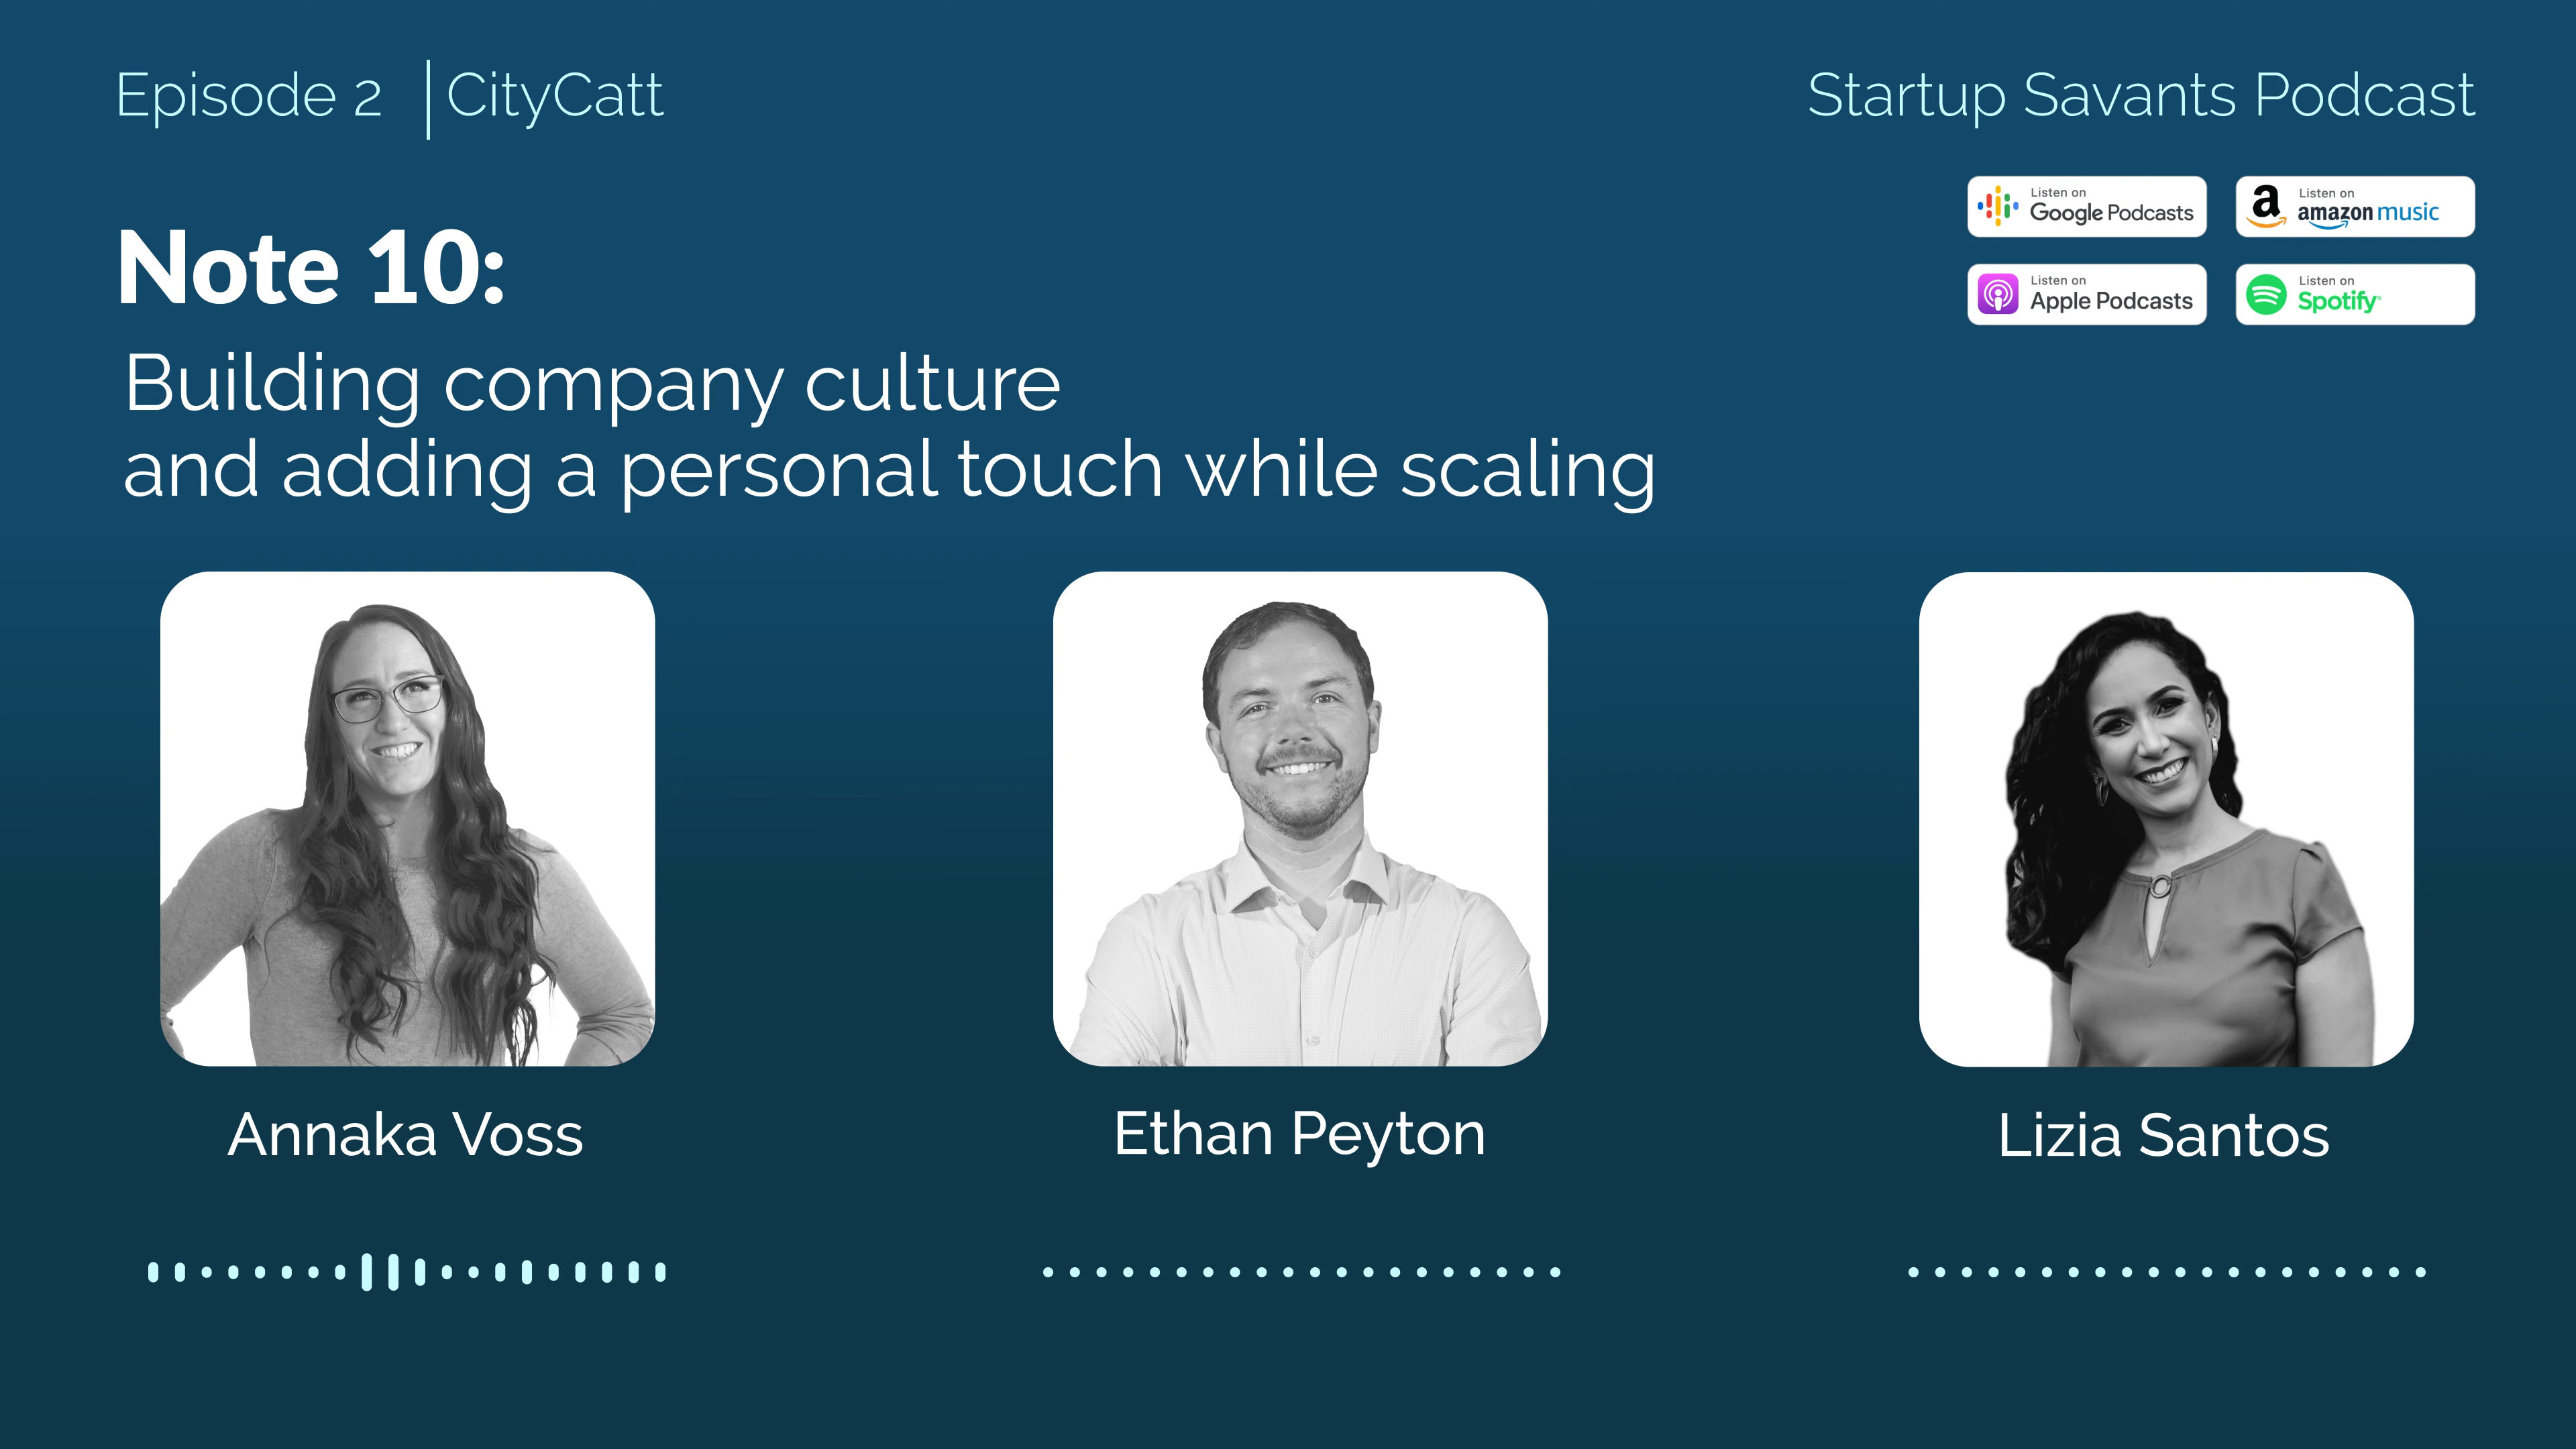 Episode 2 | CityCatt
Startup Savants Podcast
Listen on
Google Podcasts
Listen on
amazon music
Listen on
Apple Podcasts
Listen on
Spotify
Note 10:
Building company culture
and adding a personal touch while scaling
Annaka Voss
Ethan Peyton
Lizia Santos